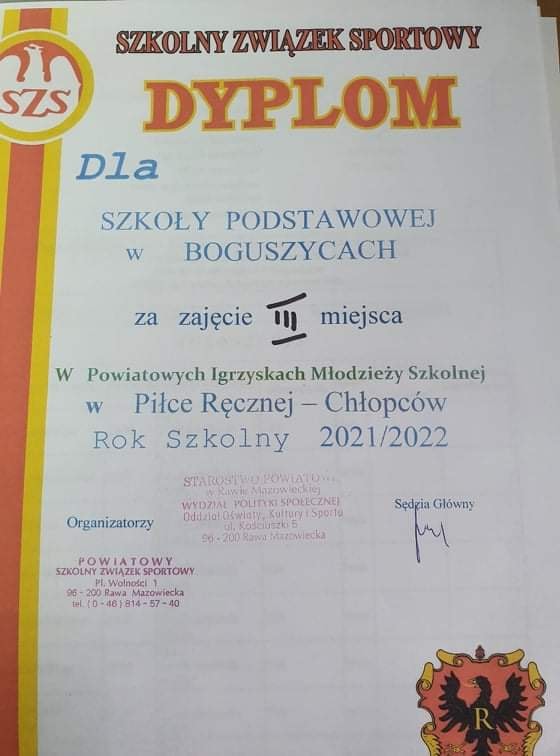 SZKOLNY ZWIĄZEK SPORTOWY
SZS
DYPLOM
Dla
SZKOŁY PODSTAWOWEJ
w BOGUSZYCACH
za zajęcie III miejsca
W Powiatowych Igrzyskach Młodzieży Szkolnej
w Piłce Ręcznej – Chłopców
Rok Szkolny 2021/2022
STAROSTWO POWIATOWE
w Rawie Mazowieckiej
WYDZIAŁ POLITYKI SPOŁECZNEJ
Oddział Oświaty, Kultury i Sportu
ul. Kościuszki 5
96 - 200 Rawa Mazowiecka
Sędzia Główny
Organizatorzy
POWIATOWY
SZKOLNY ZWIĄZEK SPORTOWY
Pl. Wolności 1
96 - 200 Rawa Mazowiecka
tel. (0 - 46) 814 - 57 - 40
R